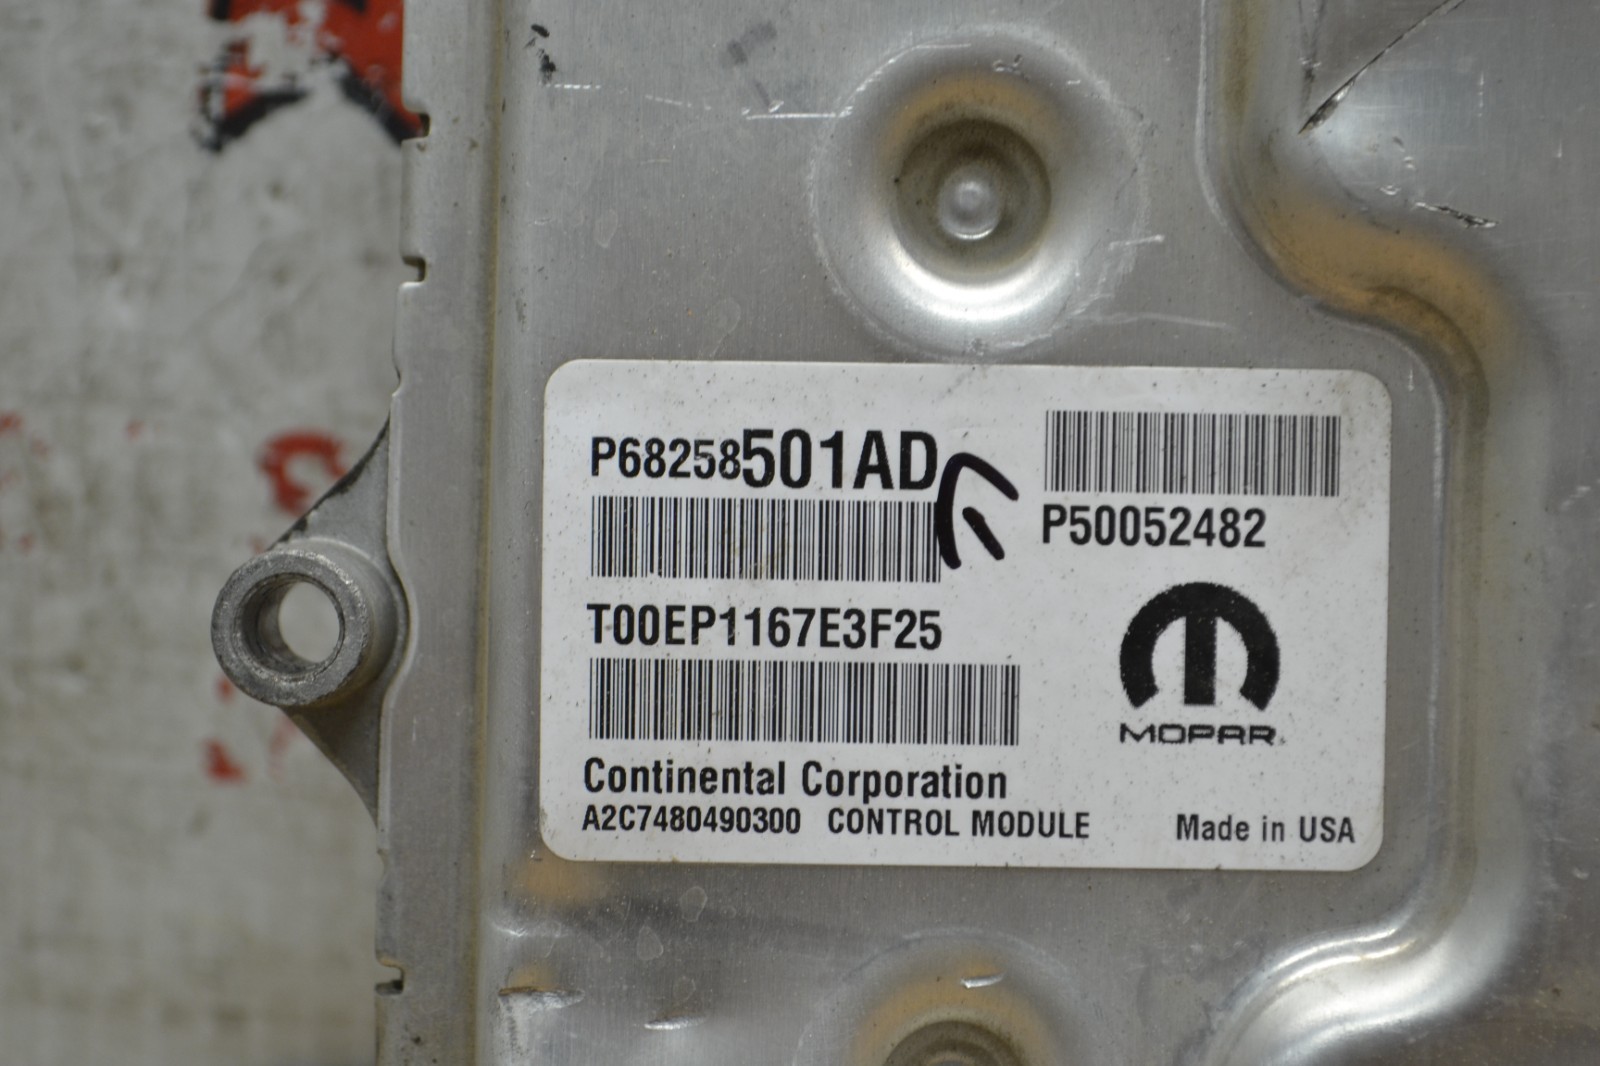 P68258501AD
P50052482
T00EP1167E3F25
MOPAR
Continental Corporation
A2C7480490300 CONTROL MODULE Made in USA